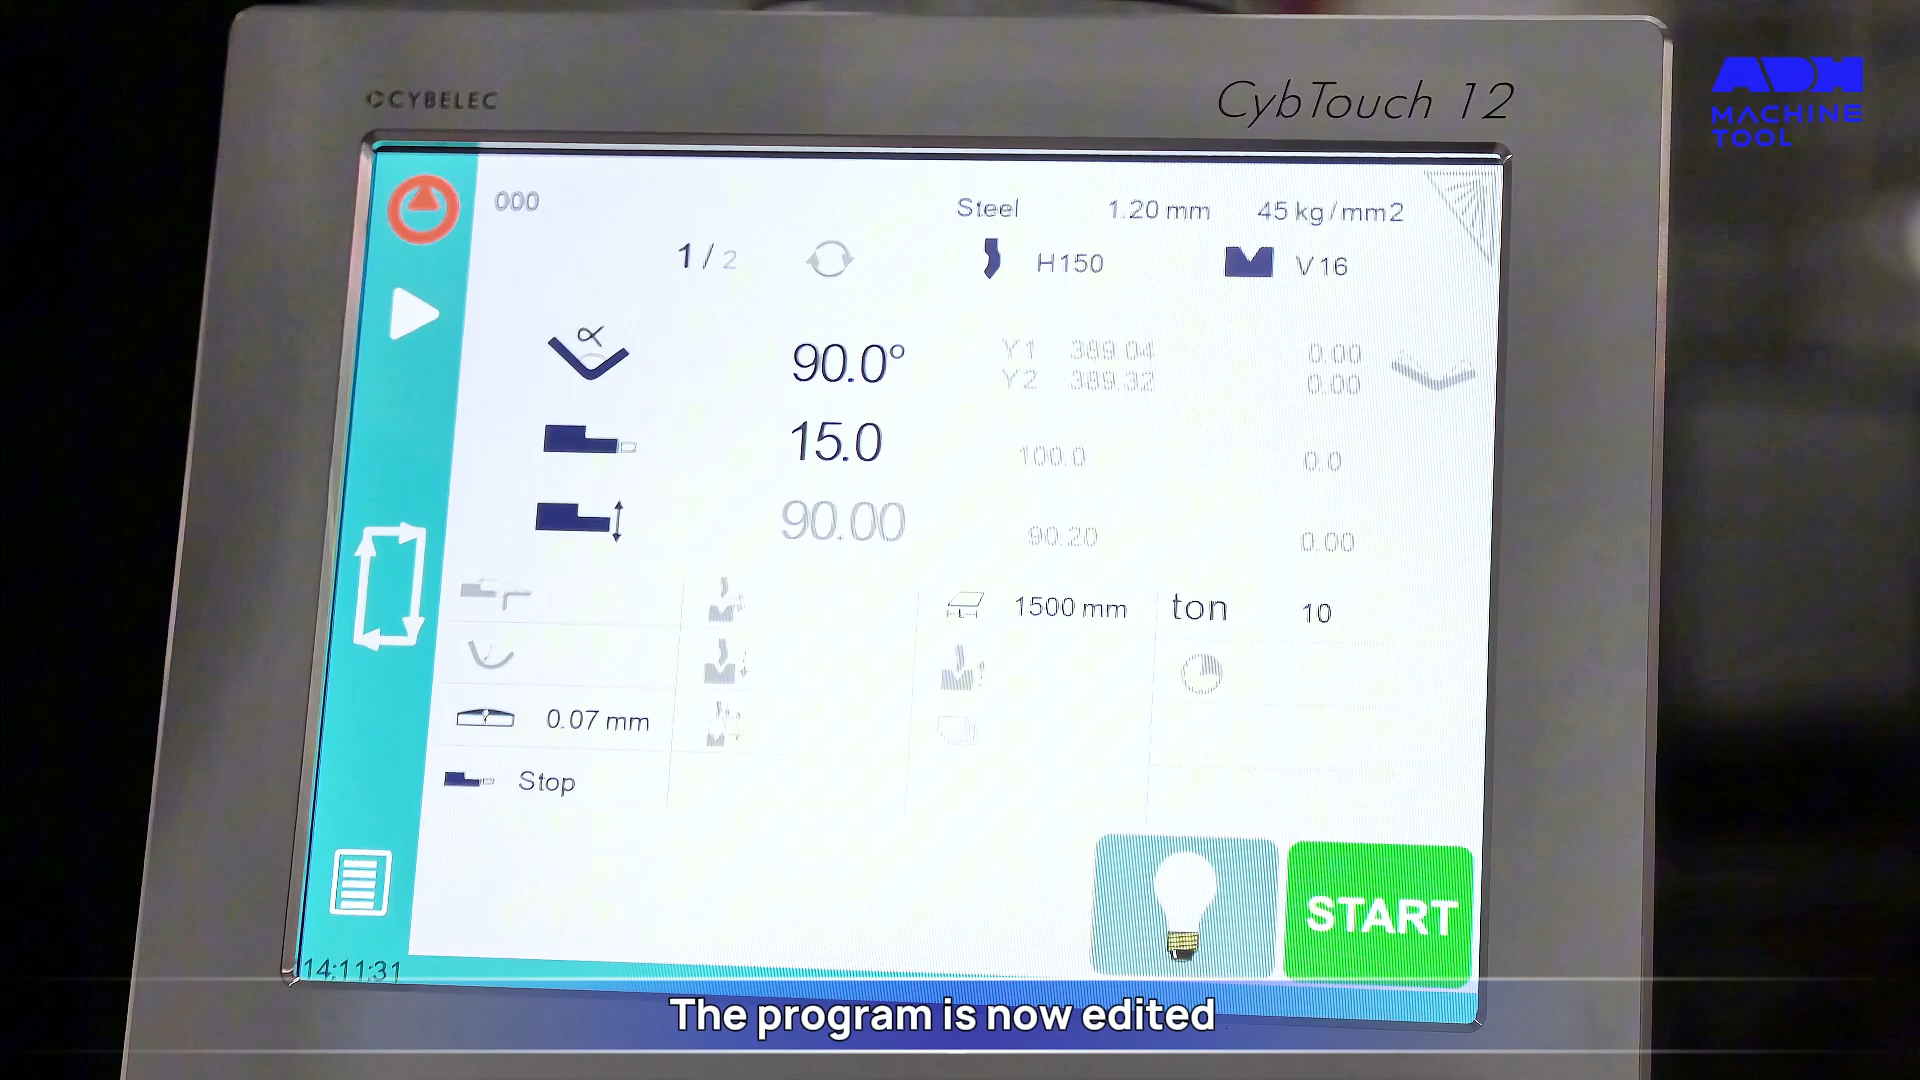 CYBELEC
CybTouch 12
ADH
MACHINE
TOOL
000
Steel 1.20 mm 45 kg/mm2
1 / 2 H150 V16
α
90.0° Y1 389.04 0.00
Y2 389.32 0.00
15.0 100.0 0.0
90.00 90.20 0.00
L 1500 mm ton 10
0.07 mm
Stop
START
14:11:31
The program is now edited